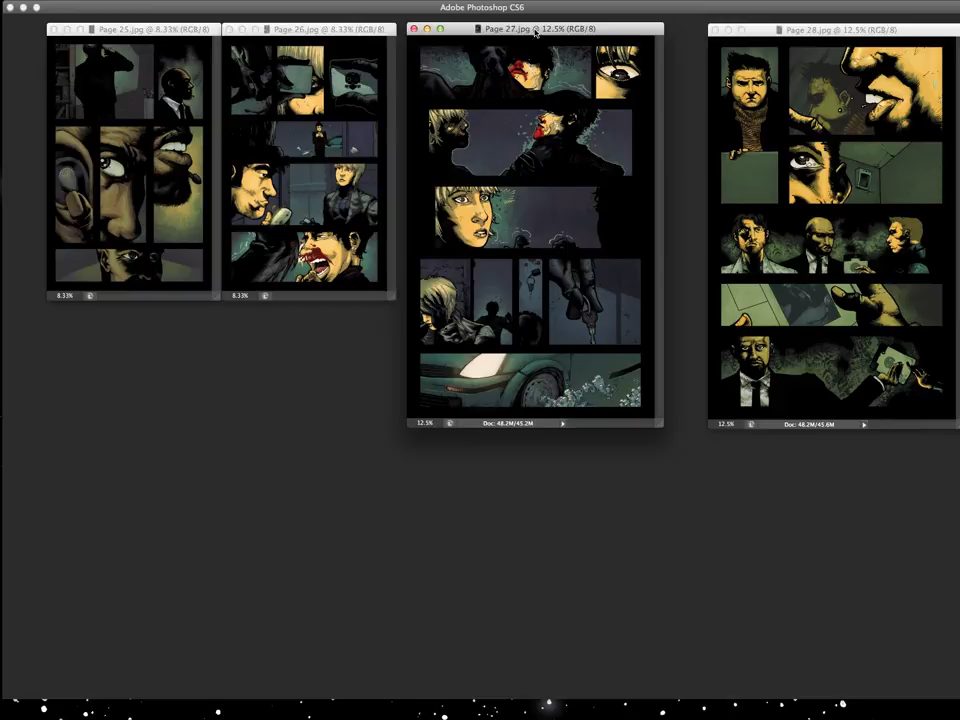 Adobe Photoshop CS6
Page 25.jpg @ 8.33% (RGB/8)
Page 26.jpg @ 8.33% (RGB/8)
Page 27.jpg @ 12.5% (RGB/8)
Page 28.jpg @ 12.5% (RGB/8)
8.33%
8.33%
12.5%
Doc: 48.2M/45.2M
12.5%
Doc: 48.2M/45.6M